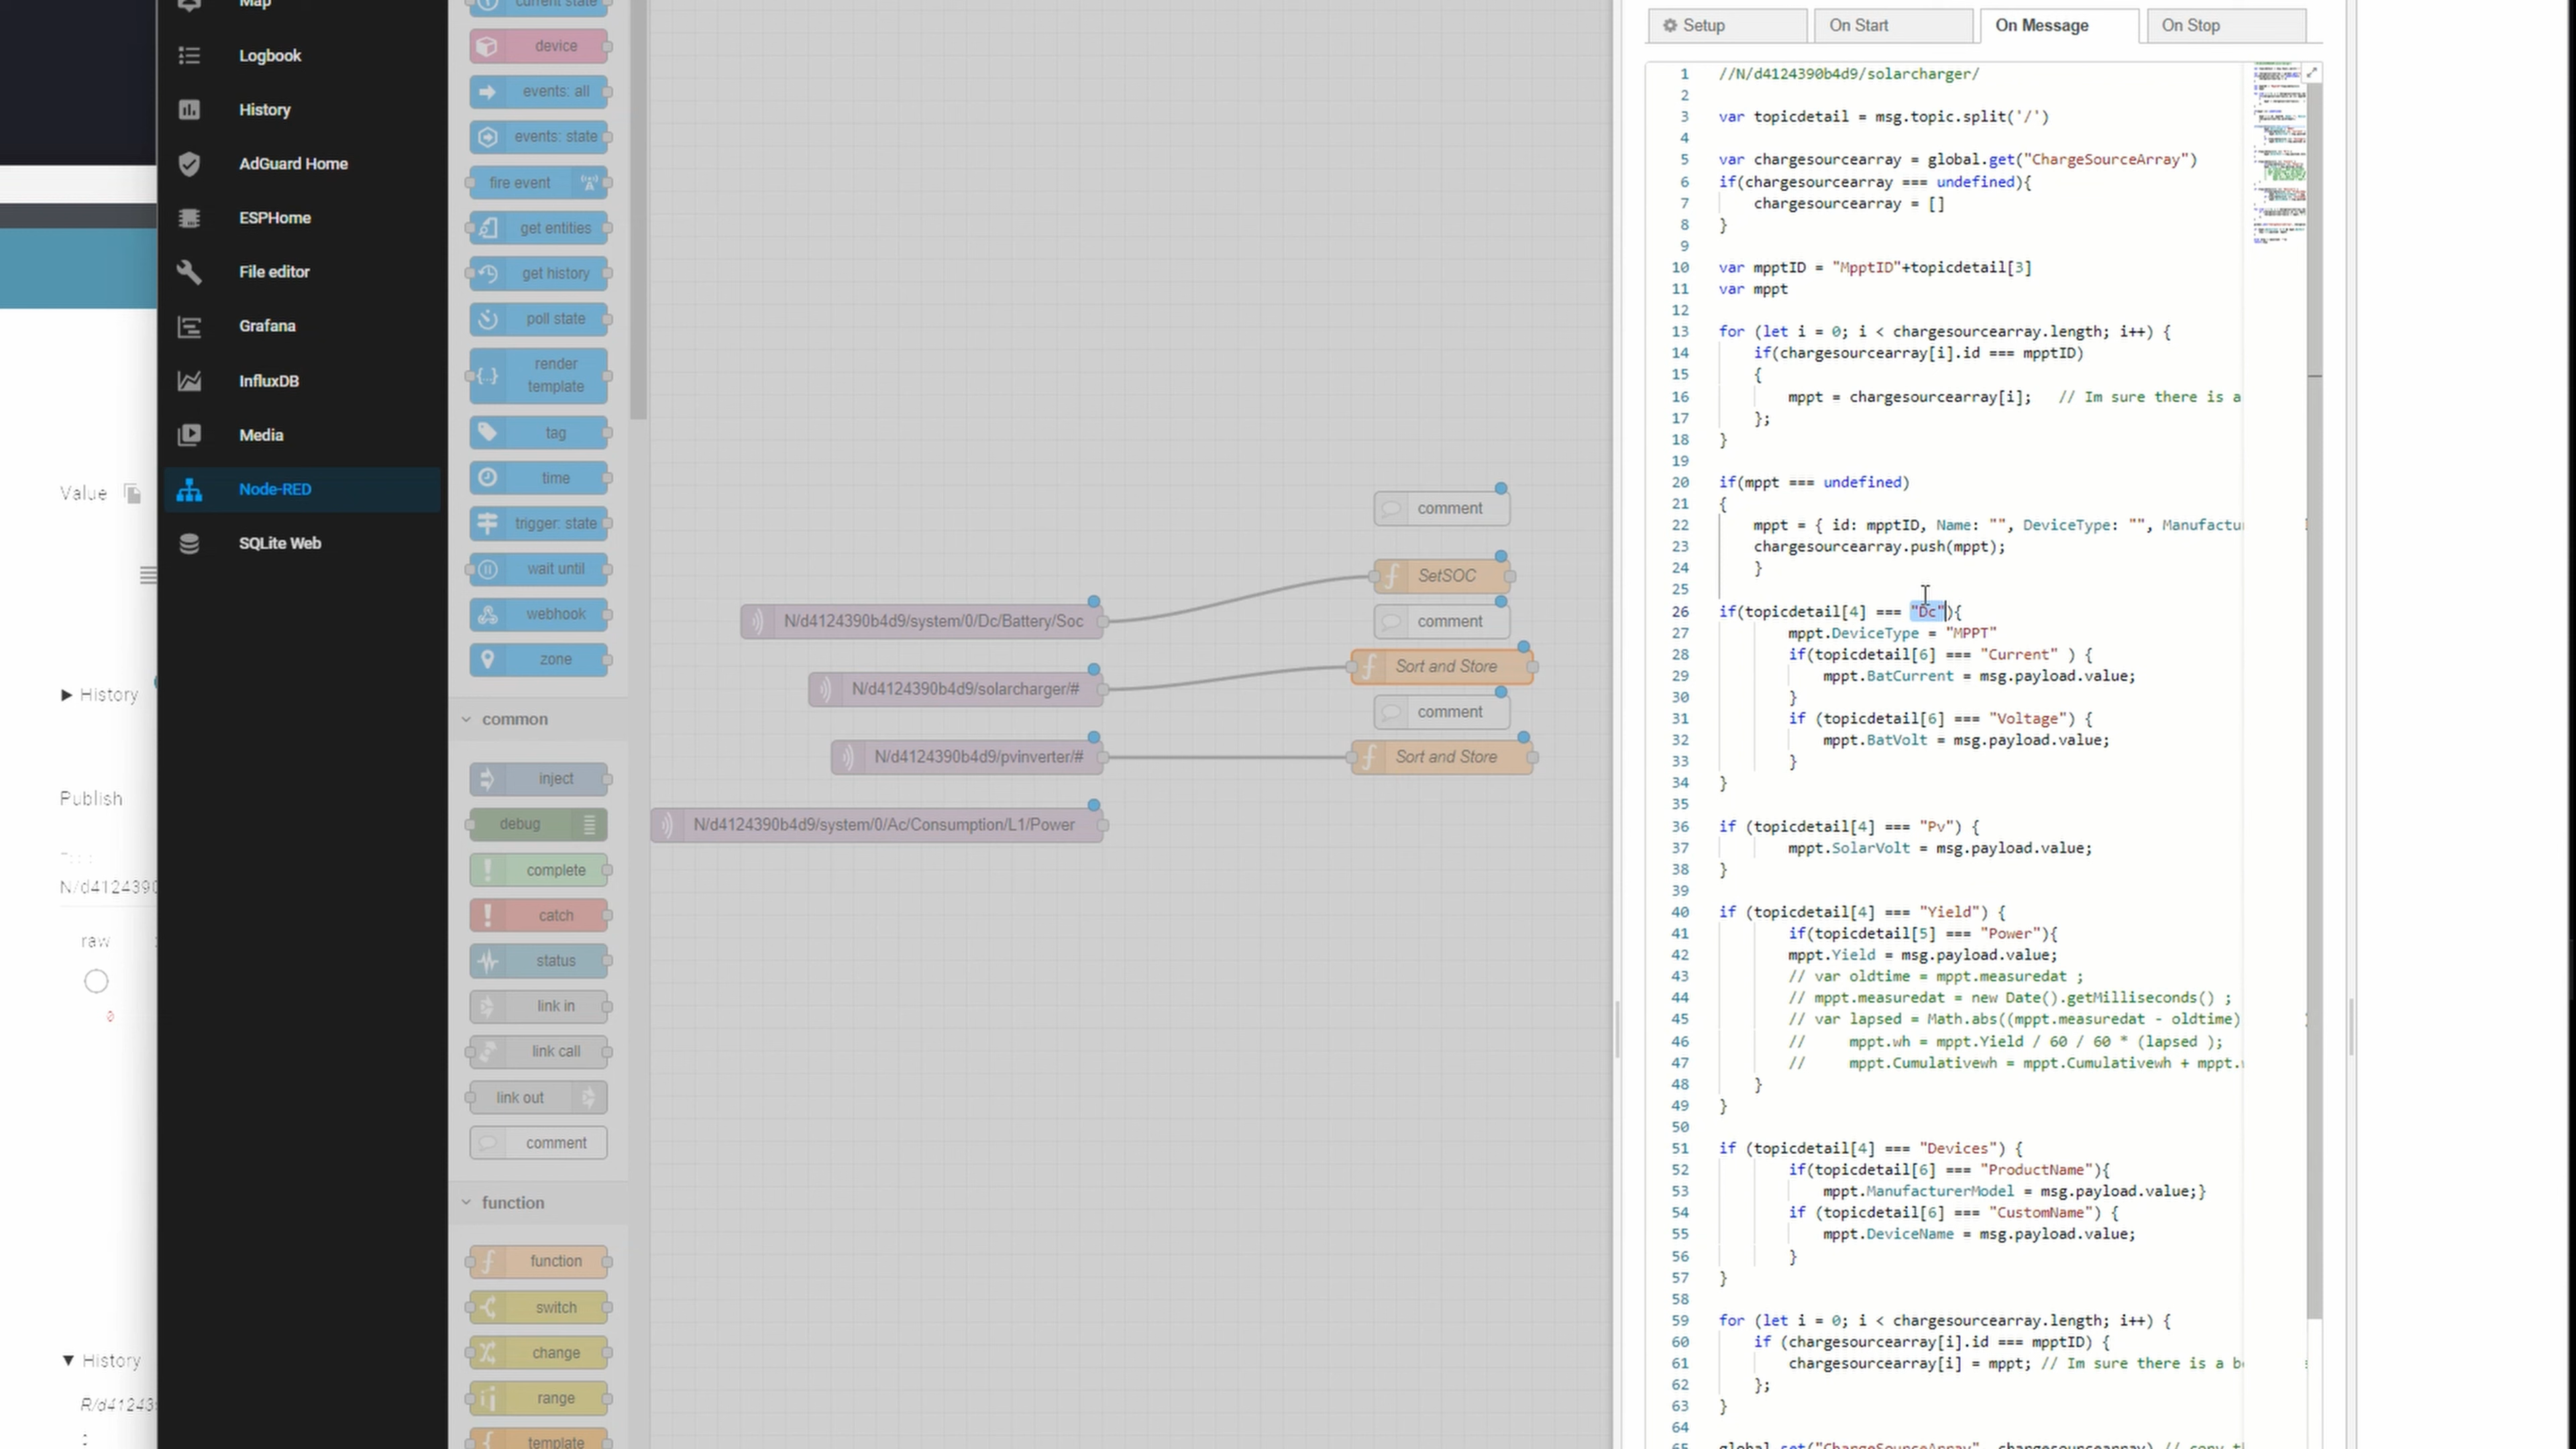 Map
Logbook
History
AdGuard Home
ESPHome
File editor
Grafana
InfluxDB
Media
Node-RED
SQLite Web
Value
History
Publish
N/d4124390
raw
0
History
R/d41243
current state
device
events: all
events: state
fire event
get entities
get history
poll state
render
template
tag
time
trigger: state
wait until
webhook
zone
common
inject
debug
complete
catch
status
link in
link call
link out
comment
function
function
switch
change
range
template
comment
SetSOC
N/d4124390b4d9/system/0/Dc/Battery/Soc
comment
Sort and Store
N/d4124390b4d9/solarcharger/#
comment
N/d4124390b4d9/pvinverter/#
Sort and Store
N/d4124390b4d9/system/0/Ac/Consumption/L1/Power
Setup
On Start
On Message
On Stop
1 //N/d4124390b4d9/solarcharger/
2
3 var topicdetail = msg.topic.split('/')
4
5 var chargesourcearray = global.get("ChargeSourceArray")
6 if(chargesourcearray === undefined){
7 chargesourcearray = []
8 }
9
10 var mpptID = "MpptID"+topicdetail[3]
11 var mppt
12
13 for (let i = 0; i < chargesourcearray.length; i++) {
14 if(chargesourcearray[i].id === mpptID)
15 {
16 mppt = chargesourcearray[i]; // Im sure there is a
17 };
18 }
19
20 if(mppt === undefined)
21 {
22 mppt = { id: mpptID, Name: "", DeviceType: "", Manufactu
23 chargesourcearray.push(mppt);
24 }
25
26 if(topicdetail[4] === "Dc"){
27 mppt.DeviceType = "MPPT"
28 if(topicdetail[6] === "Current" ) {
29 mppt.BatCurrent = msg.payload.value;
30 }
31 if (topicdetail[6] === "Voltage") {
32 mppt.BatVolt = msg.payload.value;
33 }
34 }
35
36 if (topicdetail[4] === "Pv") {
37 mppt.SolarVolt = msg.payload.value;
38 }
39
40 if (topicdetail[4] === "Yield") {
41 if(topicdetail[5] === "Power"){
42 mppt.Yield = msg.payload.value;
43 // var oldtime = mppt.measuredat ;
44 // mppt.measuredat = new Date().getMilliseconds() ;
45 // var lapsed = Math.abs((mppt.measuredat - oldtime)
46 // mppt.wh = mppt.Yield / 60 / 60 * (lapsed );
47 // mppt.Cumulativewh = mppt.Cumulativewh + mppt.
48 }
49 }
50
51 if (topicdetail[4] === "Devices") {
52 if(topicdetail[6] === "ProductName"){
53 mppt.ManufacturerModel = msg.payload.value;}
54 if (topicdetail[6] === "CustomName") {
55 mppt.DeviceName = msg.payload.value;
56 }
57 }
58
59 for (let i = 0; i < chargesourcearray.length; i++) {
60 if (chargesourcearray[i].id === mpptID) {
61 chargesourcearray[i] = mppt; // Im sure there is a b
62 };
63 }
64